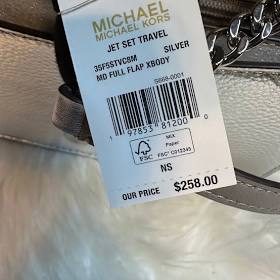 MICHAEL
MICHAEL KORS
JET SET TRAVEL
35F5STVC8M SILVER
MD FULL FLAP XBODY
S608-0001
1 97853 81200 0
FSC
MIX
Paper
FSC® C012345
NS
OUR PRICE $258.00